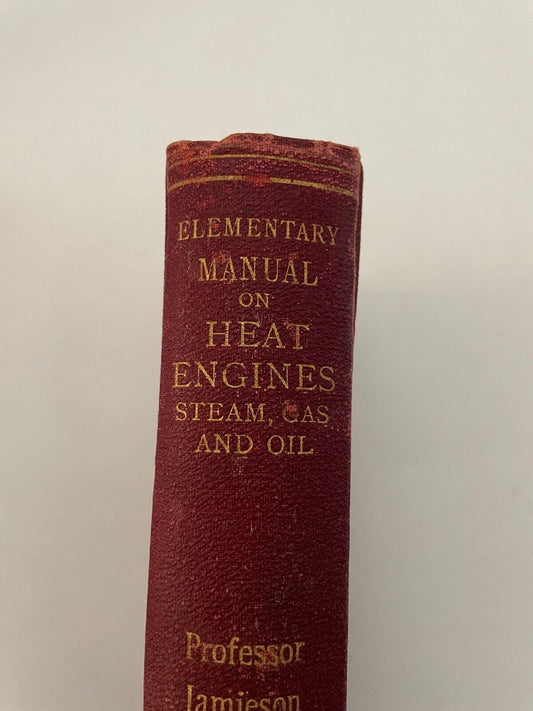 ELEMENTARY
MANUAL
ON
HEAT
ENGINES
STEAM, GAS
AND OIL
Professor
Jamieson